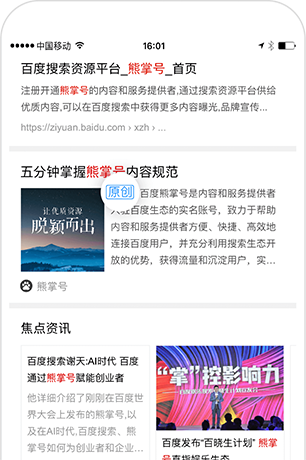 中国移动 16:01
百度搜索资源平台_熊掌号_首页
注册开通熊掌号的内容和服务提供者,通过搜索资源平台供给
优质内容,可以在百度搜索中获得更多内容曝光,品牌宣传...
https://ziyuan.baidu.com › xzh › ...
五分钟掌握熊掌号内容规范
原创
让优质资源
脱颖而出
百度熊掌号是内容和服务提供者
入驻百度生态的实名账号，致力于帮助
内容和服务提供者方便、快捷、高效地
连接百度用户，并充分利用搜索生态开
放的优势，获得流量和沉淀用户，实...
熊掌号
焦点资讯
百度搜索谢天:AI时代 百度
通过熊掌号赋能创业者
他详细介绍了刚刚在百度世
界大会上发布的熊掌号,以
及在AI时代,百度搜索、熊
掌号如何为创业者和企业...
“掌”控影响力
百度发布“百晓生计划” 熊掌
号直指娱乐生态